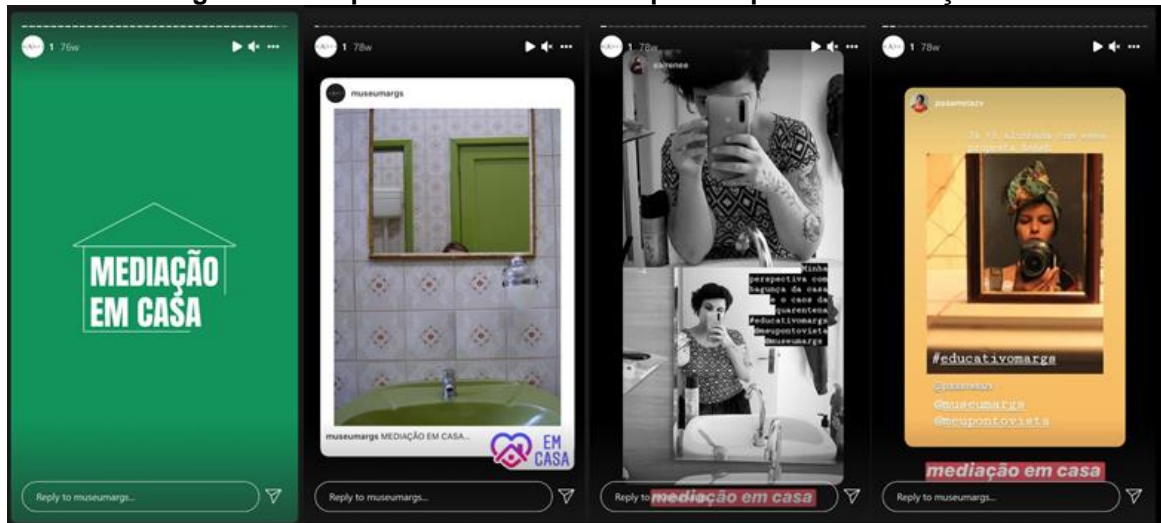 1 76w
MEDIAÇÃO
EM CASA
Reply to museumargs...
1 78w
museumargs
museumargs MEDIAÇÃO EM CASA...
EM
CASA
Reply to museumargs...
1 78w
Minha
perspectiva com
bagunça da casa
e o caos da
quarentena
#educativomargs
@meupontovista
@museumargs
mediação em casa
1 78w
#educativomargs
@museumargs
@meupontovista
mediação em casa
Reply to museumargs...